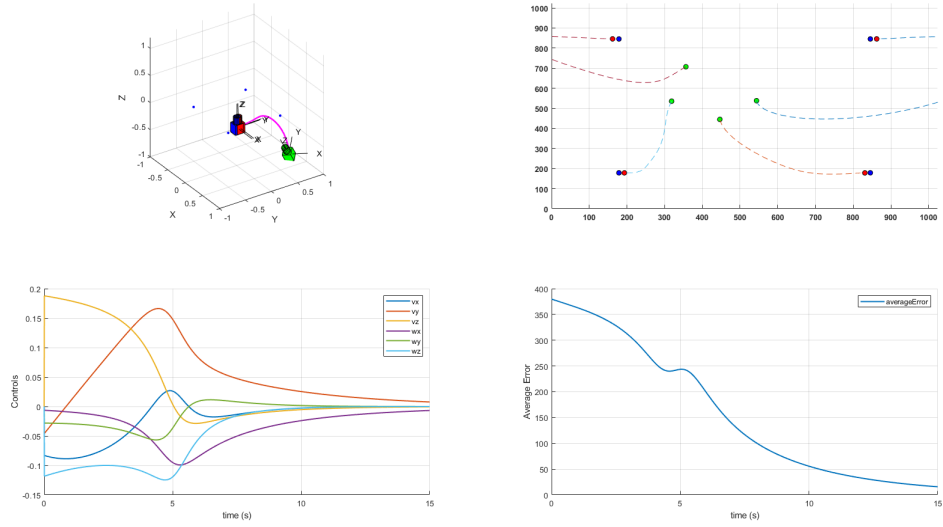 1
0.5
0
-0.5
-1
Z
Z
Y
X
Z
Y
X
-1
-0.5
0
0.5
1
X
-1
-0.5
0
0.5
1
Y
1000
900
800
700
600
500
400
300
200
100
0
0 100 200 300 400 500 600 700 800 900 1000
0.2
0.15
0.1
0.05
0
-0.05
-0.1
-0.15
Controls
vx
vy
vz
wx
wy
wz
0 5 10 15
time (s)
400
350
300
250
200
150
100
50
0
Average Error
averageError
0 5 10 15
time (s)